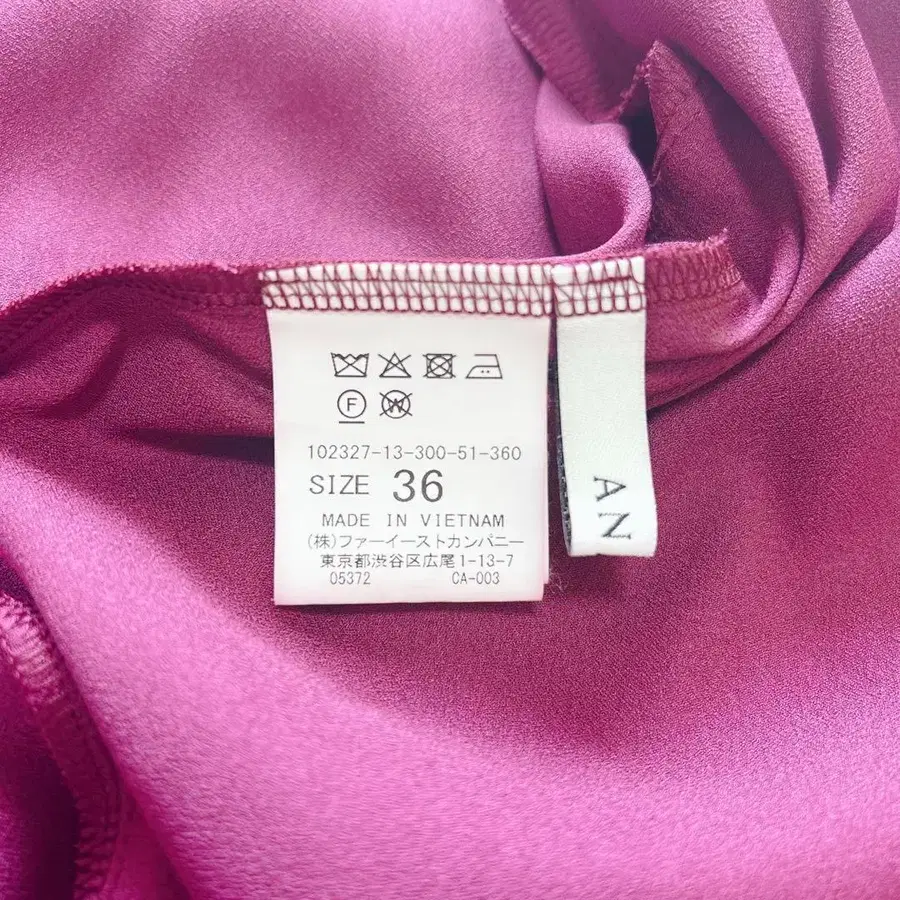 F
W
102327-13-300-51-360
SIZE 36
MADE IN VIETNAM
(株)ファーイーストカンパニー
東京都渋谷区広尾1-13-7
05372 CA-003
AN